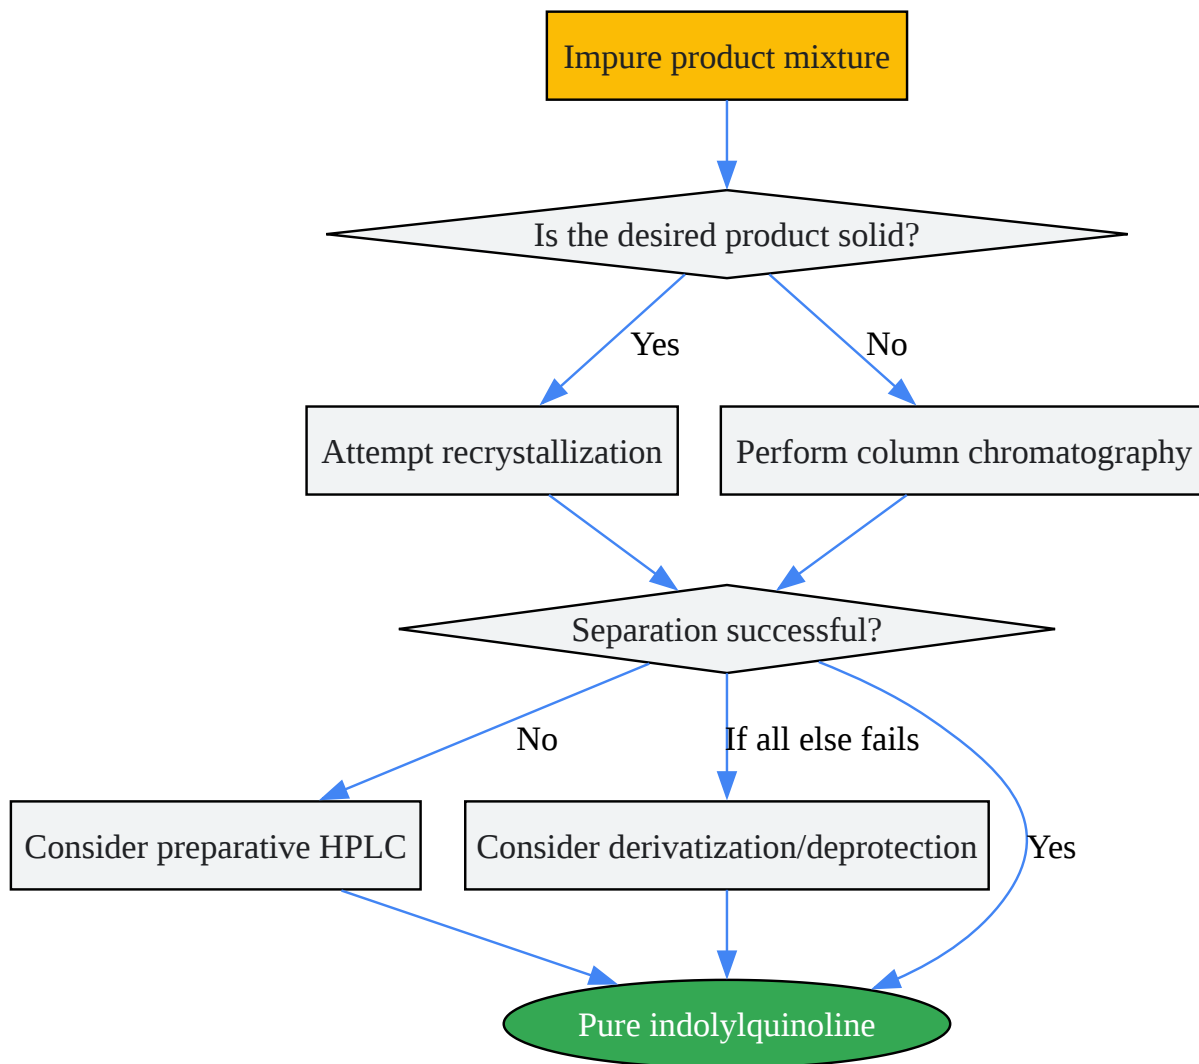 Impure product mixture
Is the desired product solid?
Yes
No
Attempt recrystallization
Perform column chromatography
Separation successful?
No
If all else fails
Yes
Consider preparative HPLC
Consider derivatization/deprotection
Pure indolylquinoline